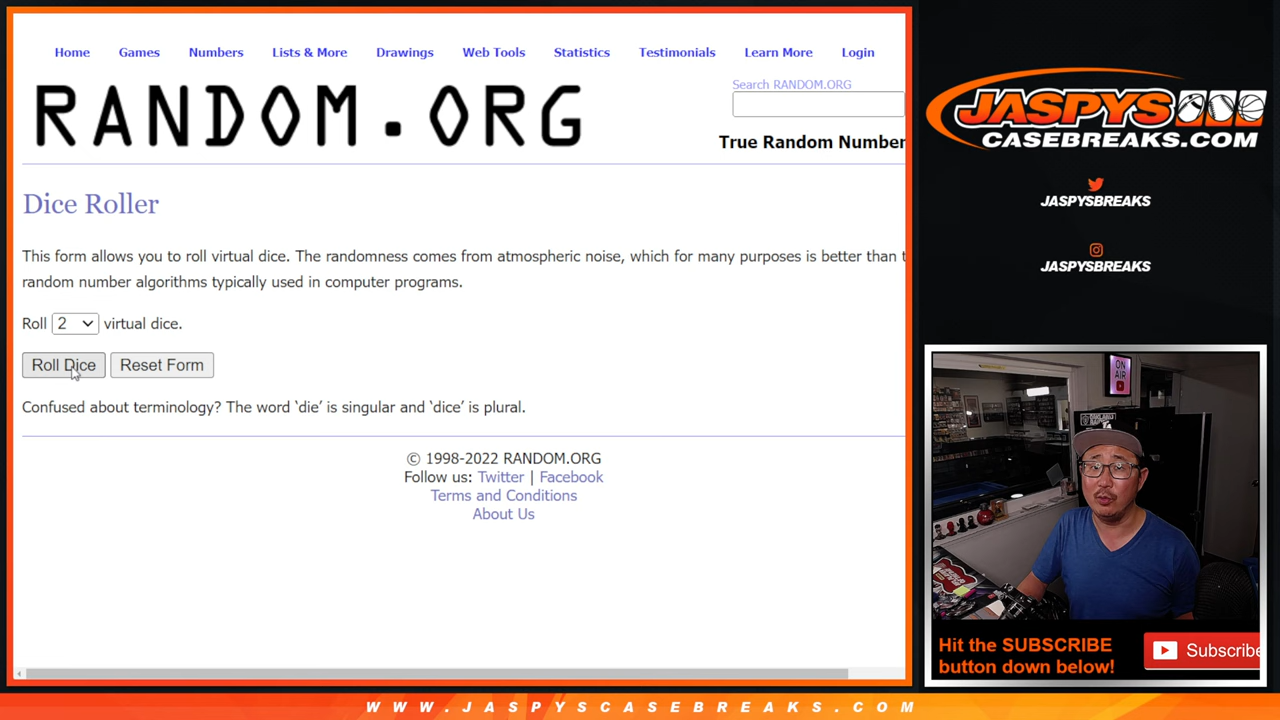 Home Games Numbers Lists & More Drawings Web Tools Statistics Testimonials Learn More Login
RANDOM.ORG
Search RANDOM.ORG
True Random Number
Dice Roller
This form allows you to roll virtual dice. The randomness comes from atmospheric noise, which for many purposes is better than t
random number algorithms typically used in computer programs.
Roll 2 virtual dice.
Roll Dice Reset Form
Confused about terminology? The word ‘die’ is singular and ‘dice’ is plural.
© 1998-2022 RANDOM.ORG
Follow us: Twitter | Facebook
Terms and Conditions
About Us
JASPYS
CASEBREAKS.COM
JASPYSBREAKS
JASPYSBREAKS
ON
AIR
Hit the SUBSCRIBE
button down below!
Subscribe
WWW.JASPYSCASEBREAKS.COM